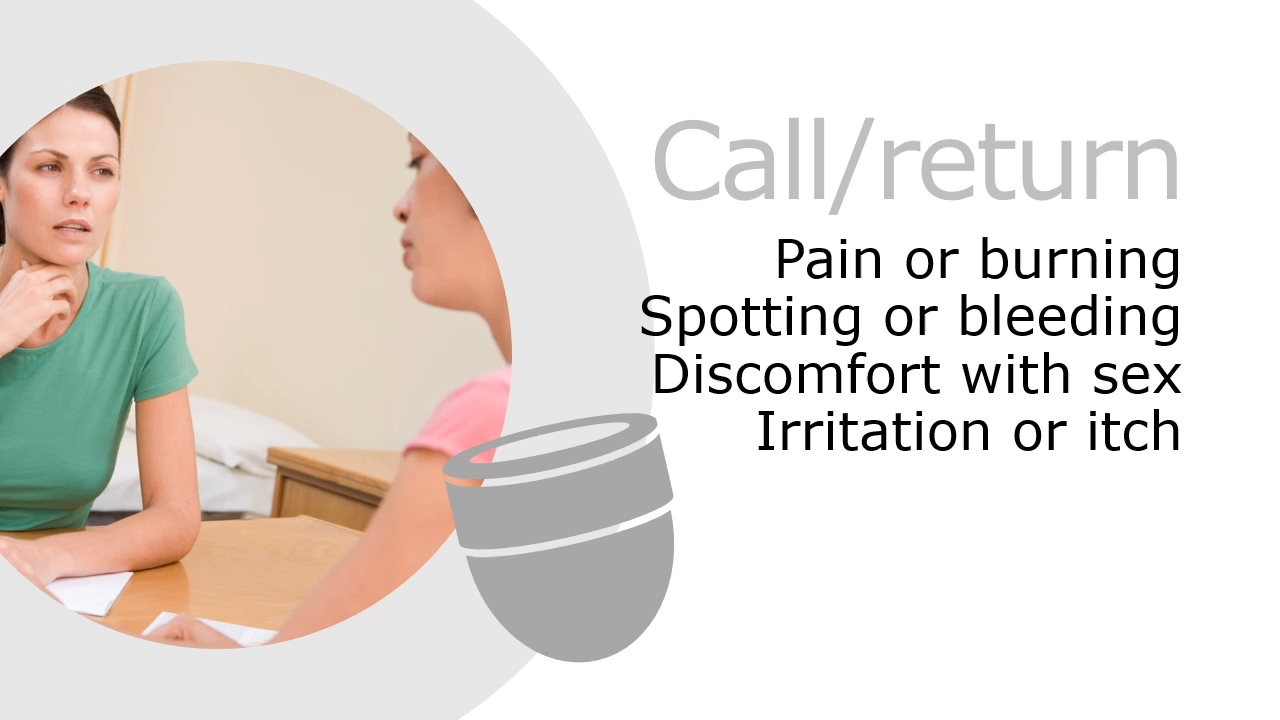 Call/return
Pain or burning
Spotting or bleeding
Discomfort with sex
Irritation or itch